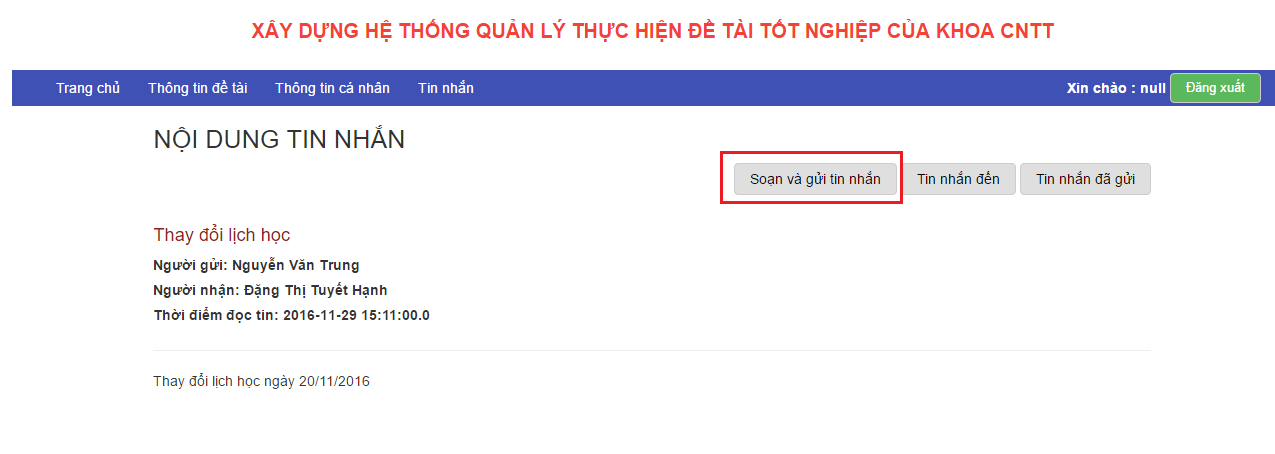 XÂY DỰNG HỆ THỐNG QUẢN LÝ THỰC HIỆN ĐỀ TÀI TỐT NGHIỆP CỦA KHOA CNTT
Trang chủ Thông tin đề tài Thông tin cá nhân Tin nhắn Xin chào : null Đăng xuất
NỘI DUNG TIN NHẮN
Soạn và gửi tin nhắn Tin nhắn đến Tin nhắn đã gửi
Thay đổi lịch học
Người gửi: Nguyễn Văn Trung
Người nhận: Đặng Thị Tuyết Hạnh
Thời điểm đọc tin: 2016-11-29 15:11:00.0
Thay đổi lịch học ngày 20/11/2016